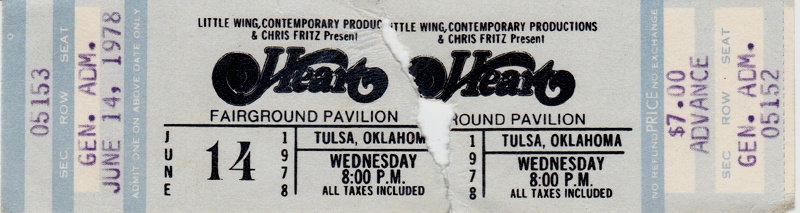 05153
SEC ROW SEAT
GEN. ADM.
JUNE 14, 1978
ADMIT ONE ON ABOVE DATE ONLY
LITTLE WING, CONTEMPORARY PRODUC
& CHRIS FRITZ Present
Heart
FAIRGROUND PAVILION
JUNE
14
1978
TULSA, OKLAHOM
WEDNESDAY
8:00 P.M.
ALL TAXES INCLUDED
TTLE WING, CONTEMPORARY PRODUCTIONS
& CHRIS FRITZ Present
Heart
ROUND PAVILION
1978
TULSA, OKLAHOMA
WEDNESDAY
8:00 P.M.
ALL TAXES INCLUDED
NO REFUND PRICE NO EXCHANGE
$7.00
ADVANCE
SEC ROW SEAT
GEN. ADM.
05152